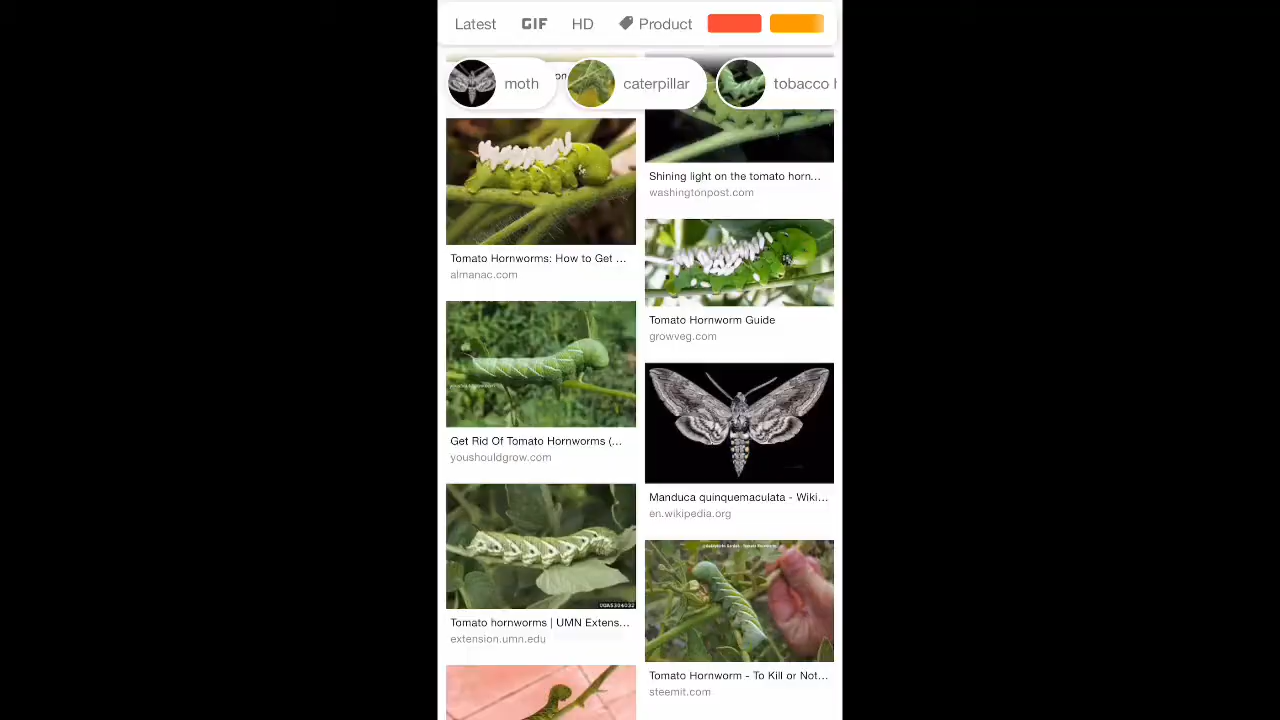 Latest GIF HD Product
moth caterpillar tobacco
Shining light on the tomato horn...
washingtonpost.com
Tomato Hornworms: How to Get ...
almanac.com
Tomato Hornworm Guide
growveg.com
Get Rid Of Tomato Hornworms (...
youshouldgrow.com
Manduca quinquemaculata - Wiki...
en.wikipedia.org
Tomato hornworms | UMN Extens...
extension.umn.edu
Tomato Hornworm - To Kill or Not...
steemit.com